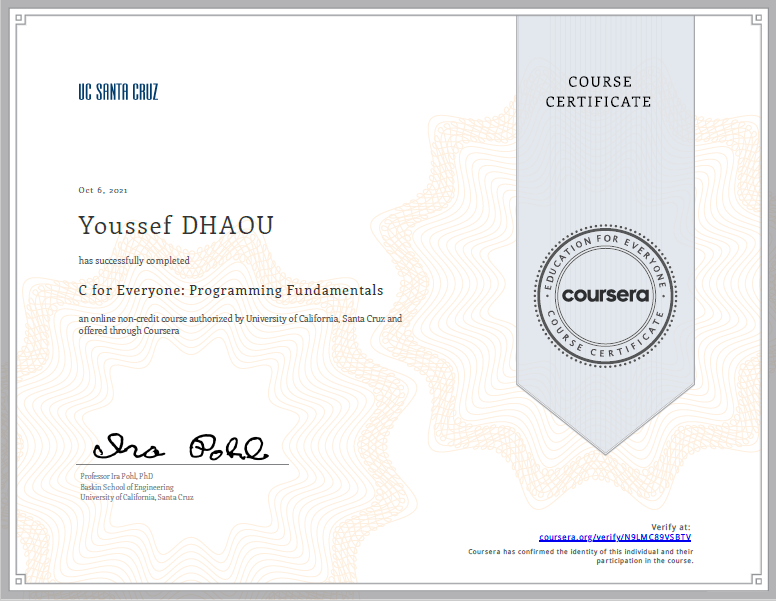 UC SANTA CRUZ
COURSE
CERTIFICATE
Oct 6, 2021
Youssef DHAOU
has successfully completed
C for Everyone: Programming Fundamentals
an online non-credit course authorized by University of California, Santa Cruz and
offered through Coursera
EDUCATION FOR EVERYONE
coursera
COURSE CERTIFICATE
Ira Pohl
Professor Ira Pohl, PhD
Baskin School of Engineering
University of California, Santa Cruz
Verify at:
coursera.org/verify/N9LMC89VSBTV
Coursera has confirmed the identity of this individual and their
participation in the course.